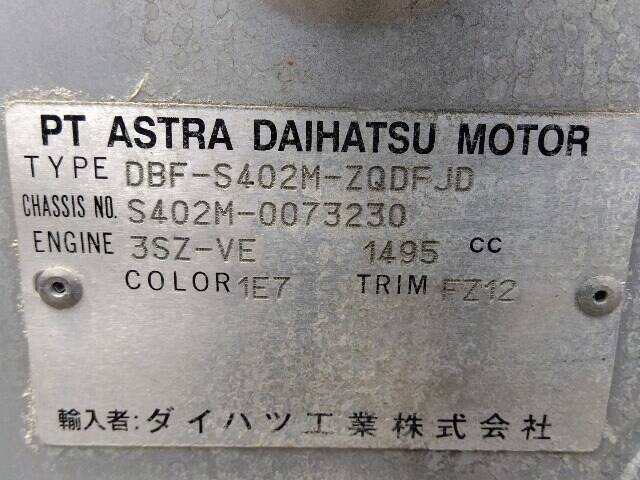 PT ASTRA DAIHATSU MOTOR
TYPE DBF-S402M-ZQDFJD
CHASSIS NO. S402M-0073230
ENGINE 3SZ-VE 1495 CC
COLOR 1E7 TRIM FZ12
輸入者: ダイハツ工業株式会社